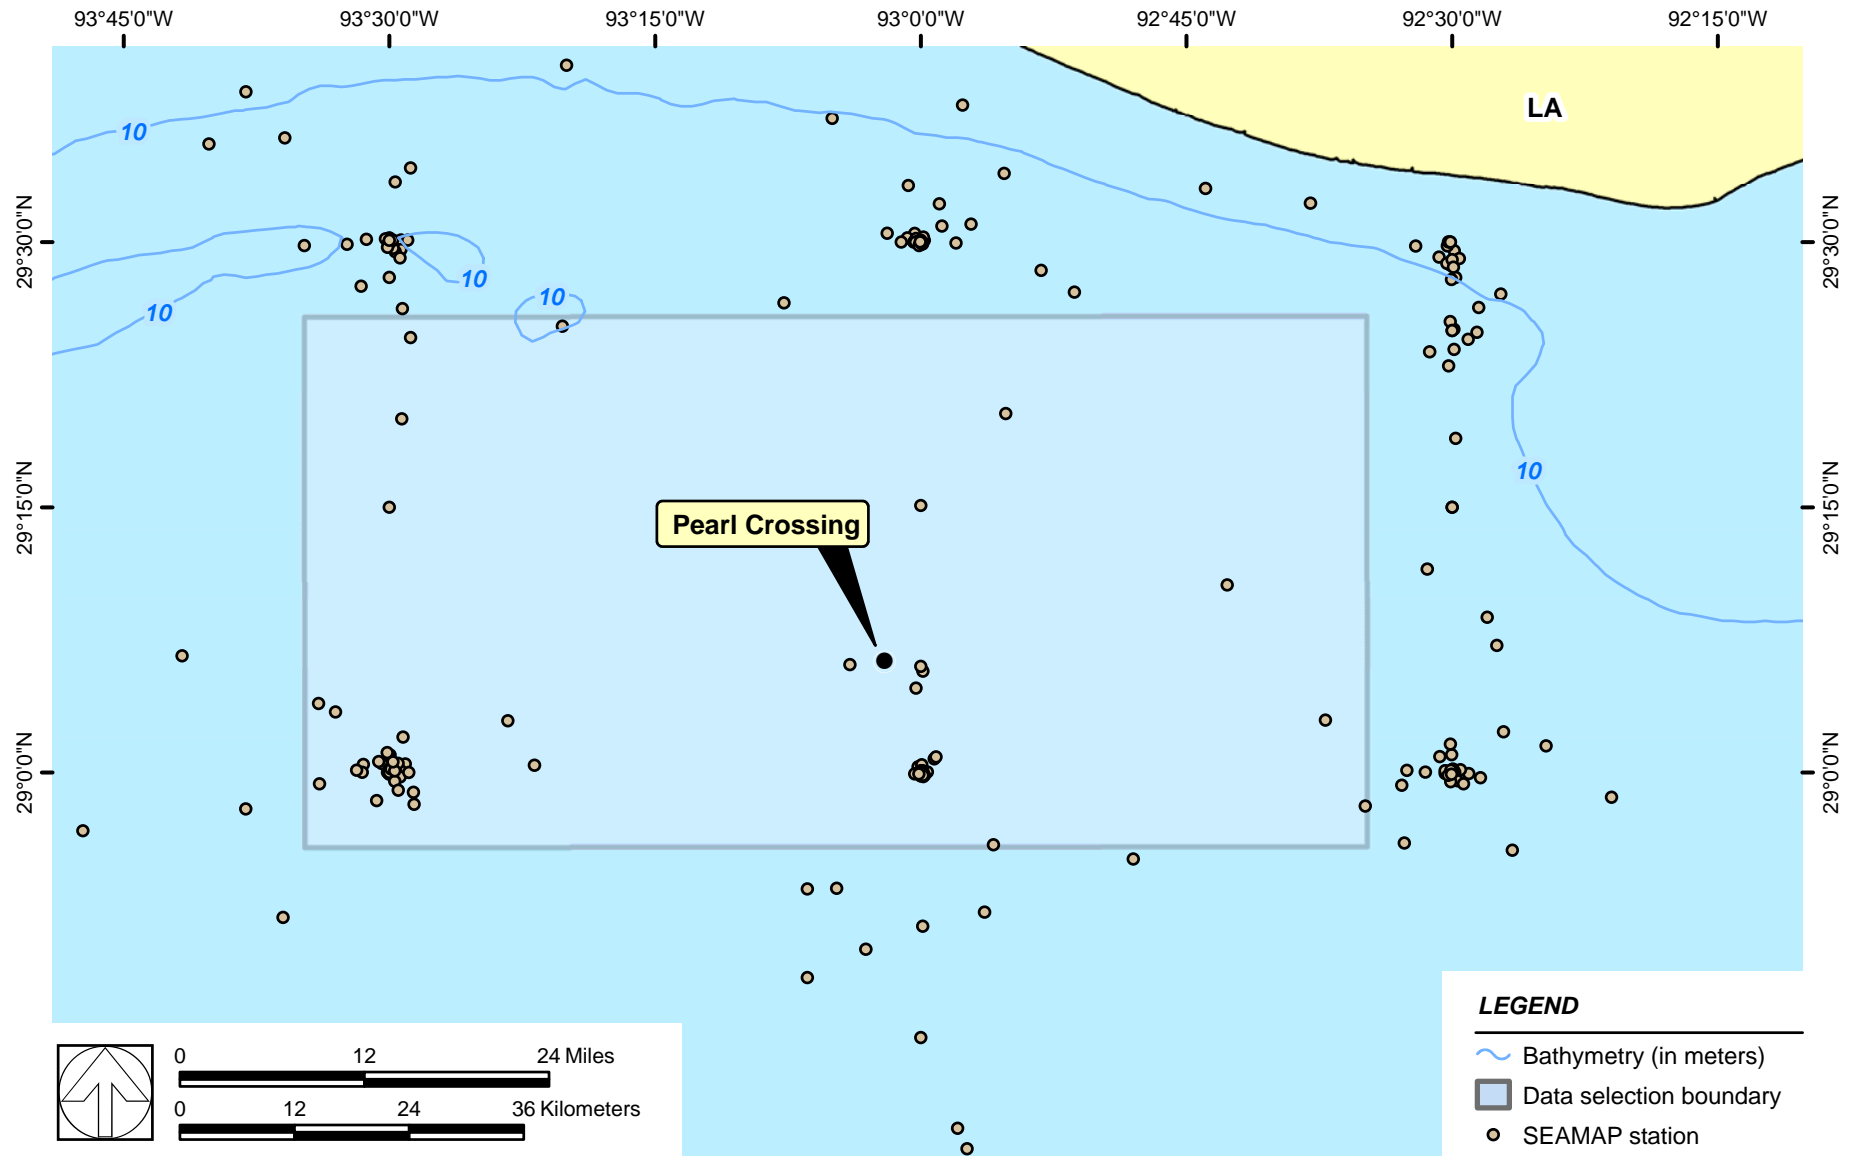 93°45'0"W 93°30'0"W 93°15'0"W 93°0'0"W 92°45'0"W 92°30'0"W 92°15'0"W
LA
10
29°30'0"N 29°30'0"N
10
10
10
29°15'0"N 29°15'0"N
10
Pearl Crossing
29°0'0"N 29°0'0"N
LEGEND
Bathymetry (in meters)
Data selection boundary
SEAMAP station
0 12 24 Miles
0 12 24 36 Kilometers